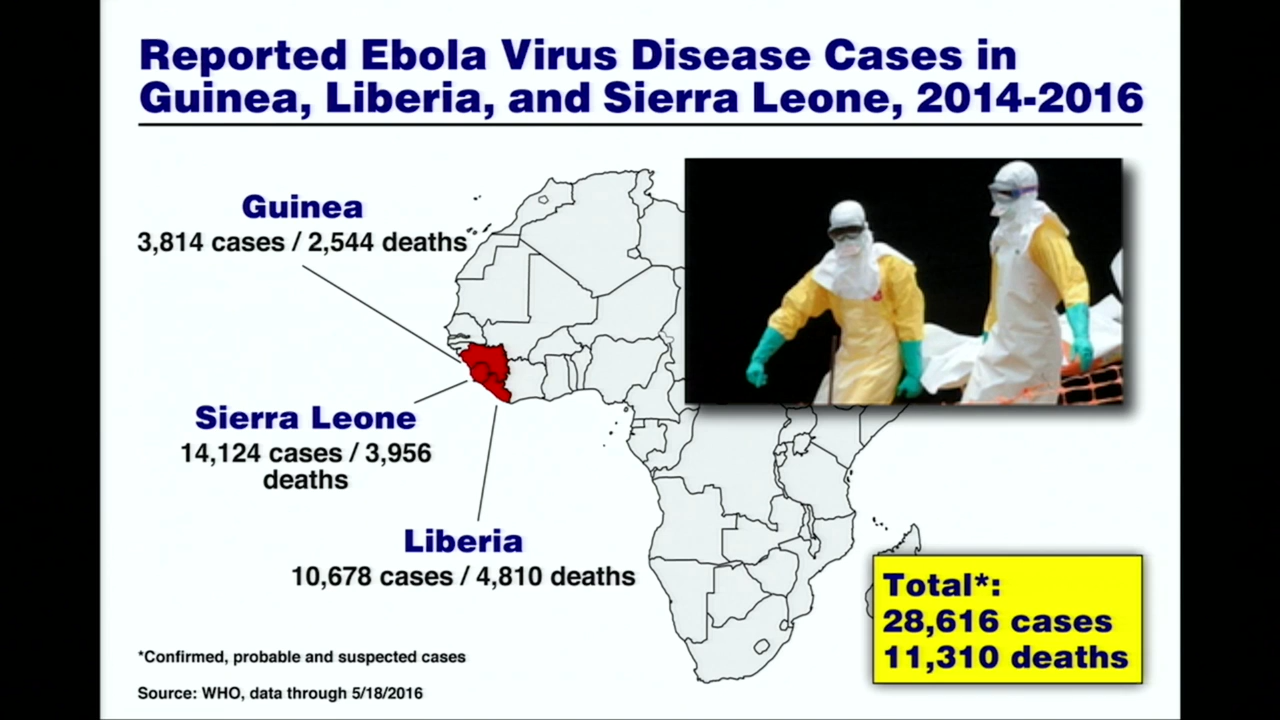 Reported Ebola Virus Disease Cases in
Guinea, Liberia, and Sierra Leone, 2014-2016
Guinea
3,814 cases / 2,544 deaths
Sierra Leone
14,124 cases / 3,956
deaths
Liberia
10,678 cases / 4,810 deaths
Total*:
28,616 cases
11,310 deaths
*Confirmed, probable and suspected cases
Source: WHO, data through 5/18/2016